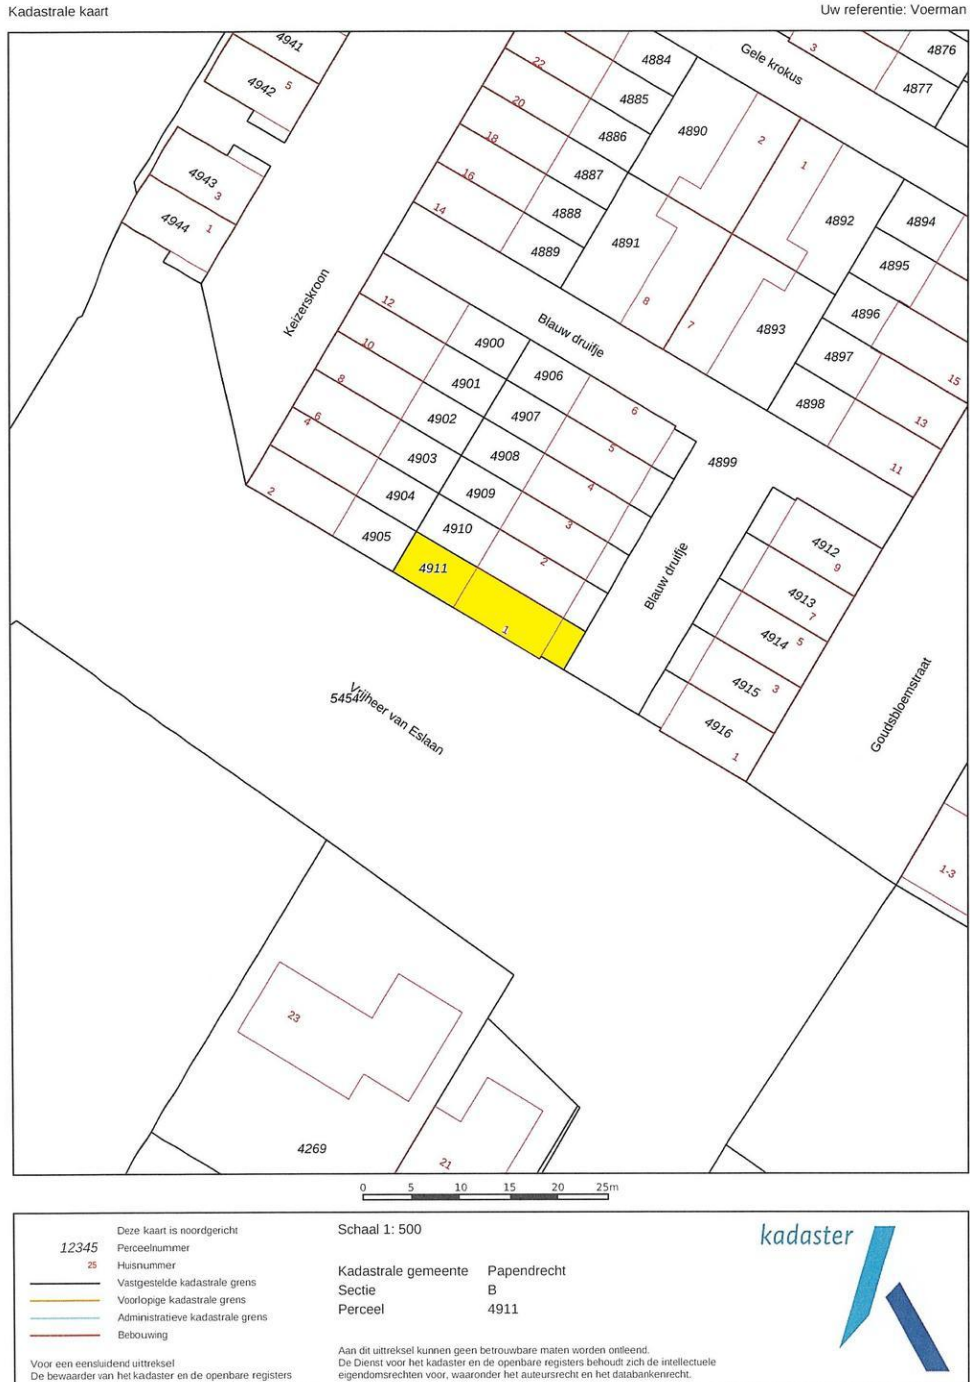 Kadastrale kaart
Uw referentie: Voerman
4941
4942
5
4943
3
4944
1
22
20
18
16
14
4884
4885
4886
4887
4888
4889
4890
2
1
Gele krokus
3
4876
4877
4891
8
7
4892
4893
4894
4895
4896
4897
4898
15
13
11
Keizerskroon
Blauw druifje
12
10
8
6
4
2
4900
4901
4902
4903
4904
4905
4906
4907
4908
4909
4910
4911
6
5
4
3
2
1
4899
Blauw druifje
4912
9
4913
7
4914
5
4915
3
4916
1
Goudsbloemstraat
5454
Vrijheer van Eslaan
1-3
23
4269
21
0 5 10 15 20 25m
Deze kaart is noordgericht
12345 Perceelnummer
25 Huisnummer
Vastgestelde kadastrale grens
Voorlopige kadastrale grens
Administratieve kadastrale grens
Bebouwing
Voor een eensluidend uittreksel
De bewaarder van het kadaster en de openbare registers
Schaal 1: 500
Kadastrale gemeente Papendrecht
Sectie B
Perceel 4911
Aan dit uittreksel kunnen geen betrouwbare maten worden ontleend.
De Dienst voor het kadaster en de openbare registers behoudt zich de intellectuele
eigendomsrechten voor, waaronder het auteursrecht en het databankenrecht.
kadaster